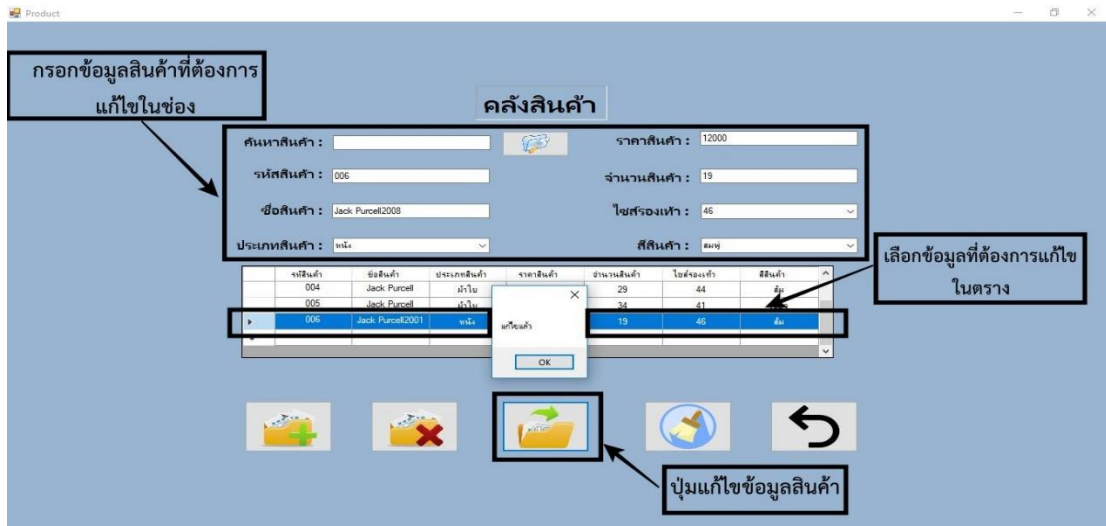 Product
กรอกข้อมูลสินค้าที่ต้องการ
แก้ไขในช่อง
คลังสินค้า
ค้นหาสินค้า :
ราคาสินค้า : 12000
รหัสสินค้า : 006
จำนวนสินค้า : 19
ชื่อสินค้า : Jack Purcell2008
ไซส์รองเท้า : 46
ประเภทสินค้า : หนัง
สีสินค้า : ชมพู่
เลือกข้อมูลที่ต้องการแก้ไข
ในตราง
รหัสินค้า ชื่อสินค้า ประเภทสินค้า ราคาสินค้า จำนวนสินค้า ไซส์รองเท้า สีสินค้า
004 Jack Purcell ผ้าใบ 29 44 ส้ม
005 Jack Purcell ผ้าใบ 34 41
006 Jack Purcell2001 หนัง 19 46 ส้ม
แก้ไขแล้ว
OK
ปุ่มแก้ไขข้อมูลสินค้า